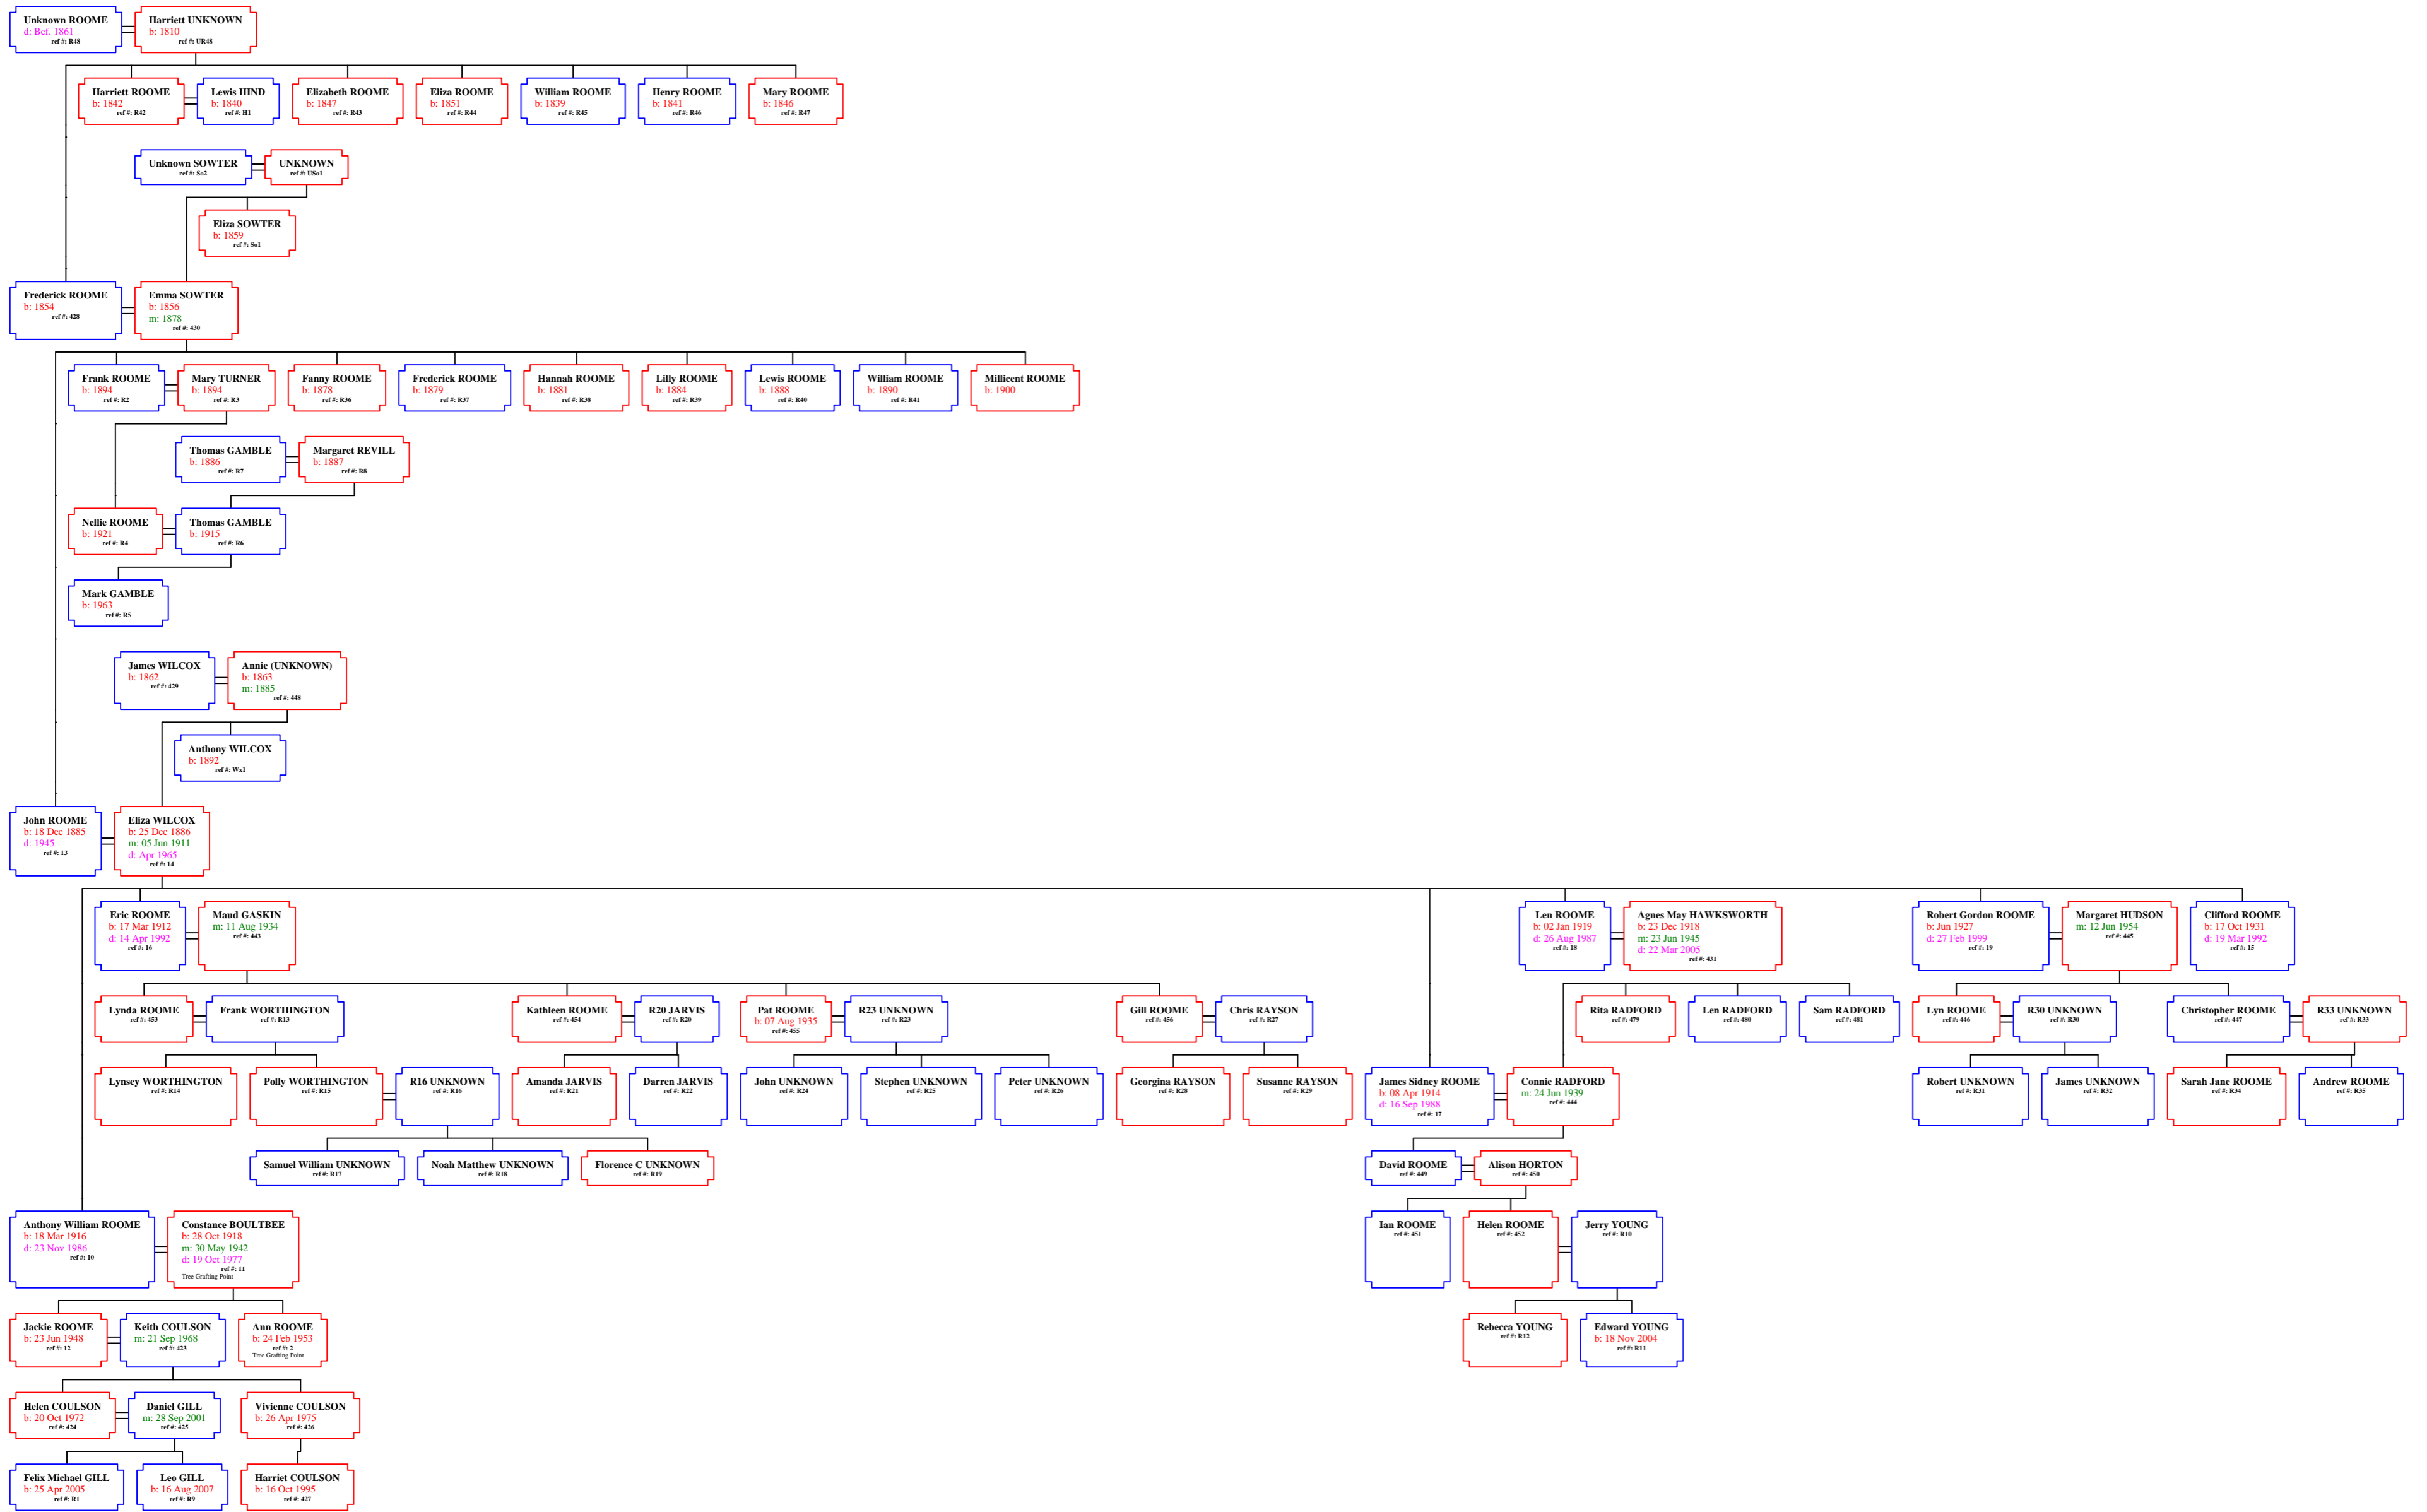 Unknown ROOME
d: Bef. 1861
ref #: R48
Harriett UNKNOWN
b: 1810
ref #: UR48
Harriett ROOME
b: 1842
ref #: R42
Lewis HIND
b: 1840
ref #: H1
Elizabeth ROOME
b: 1847
ref #: R43
Eliza ROOME
b: 1851
ref #: R44
William ROOME
b: 1839
ref #: R45
Henry ROOME
b: 1841
ref #: R46
Mary ROOME
b: 1846
ref #: R47
Unknown SOWTER
ref #: So2
UNKNOWN
ref #: USo1
Eliza SOWTER
b: 1859
ref #: So1
Frederick ROOME
b: 1854
ref #: 428
Emma SOWTER
b: 1856
m: 1878
ref #: 430
Frank ROOME
b: 1894
ref #: R2
Mary TURNER
b: 1894
ref #: R3
Fanny ROOME
b: 1878
ref #: R36
Frederick ROOME
b: 1879
ref #: R37
Hannah ROOME
b: 1881
ref #: R38
Lilly ROOME
b: 1884
ref #: R39
Lewis ROOME
b: 1888
ref #: R40
William ROOME
b: 1890
ref #: R41
Millicent ROOME
b: 1900
Thomas GAMBLE
b: 1886
ref #: R7
Margaret REVILL
b: 1887
ref #: R8
Nellie ROOME
b: 1921
ref #: R4
Thomas GAMBLE
b: 1915
ref #: R6
Mark GAMBLE
b: 1963
ref #: R5
James WILCOX
b: 1862
ref #: 429
Annie (UNKNOWN)
b: 1863
m: 1885
ref #: 448
Anthony WILCOX
b: 1892
ref #: Wx1
John ROOME
b: 18 Dec 1885
d: 1945
ref #: 13
Eliza WILCOX
b: 25 Dec 1886
m: 05 Jun 1911
d: Apr 1965
ref #: 14
Eric ROOME
b: 17 Mar 1912
d: 14 Apr 1992
ref #: 16
Maud GASKIN
m: 11 Aug 1934
ref #: 443
Len ROOME
b: 02 Jan 1919
d: 26 Aug 1987
ref #: 18
Agnes May HAWKSWORTH
b: 23 Dec 1918
m: 23 Jun 1945
d: 22 Mar 2005
ref #: 431
Robert Gordon ROOME
b: Jun 1927
d: 27 Feb 1999
ref #: 19
Margaret HUDSON
m: 12 Jun 1954
ref #: 445
Clifford ROOME
b: 17 Oct 1931
d: 19 Mar 1992
ref #: 15
Lynda ROOME
ref #: 453
Frank WORTHINGTON
ref #: R13
Kathleen ROOME
ref #: 454
R20 JARVIS
ref #: R20
Pat ROOME
b: 07 Aug 1935
ref #: 455
R23 UNKNOWN
ref #: R23
Gill ROOME
ref #: 456
Chris RAYSON
ref #: R27
Rita RADFORD
ref #: 479
Len RADFORD
ref #: 480
Sam RADFORD
ref #: 481
Lyn ROOME
ref #: 446
R30 UNKNOWN
ref #: R30
Christopher ROOME
ref #: 447
R33 UNKNOWN
ref #: R33
Lynsey WORTHINGTON
ref #: R14
Polly WORTHINGTON
ref #: R15
R16 UNKNOWN
ref #: R16
Amanda JARVIS
ref #: R21
Darren JARVIS
ref #: R22
John UNKNOWN
ref #: R24
Stephen UNKNOWN
ref #: R25
Peter UNKNOWN
ref #: R26
Georgina RAYSON
ref #: R28
Susanne RAYSON
ref #: R29
James Sidney ROOME
b: 08 Apr 1914
d: 16 Sep 1988
ref #: 17
Connie RADFORD
m: 24 Jun 1939
ref #: 444
Robert UNKNOWN
ref #: R31
James UNKNOWN
ref #: R32
Sarah Jane ROOME
ref #: R34
Andrew ROOME
ref #: R35
Samuel William UNKNOWN
ref #: R17
Noah Matthew UNKNOWN
ref #: R18
Florence C UNKNOWN
ref #: R19
David ROOME
ref #: 449
Alison HORTON
ref #: 450
Anthony William ROOME
b: 18 Mar 1916
d: 23 Nov 1986
ref #: 10
Constance BOULTBEE
b: 28 Oct 1918
m: 30 May 1942
d: 19 Oct 1977
ref #: 11
Tree Grafting Point
Ian ROOME
ref #: 451
Helen ROOME
ref #: 452
Jerry YOUNG
ref #: R10
Jackie ROOME
b: 23 Jun 1948
ref #: 12
Keith COULSON
m: 21 Sep 1968
ref #: 423
Ann ROOME
b: 24 Feb 1953
ref #: 2
Tree Grafting Point
Rebecca YOUNG
ref #: R12
Edward YOUNG
b: 18 Nov 2004
ref #: R11
Helen COULSON
b: 20 Oct 1972
ref #: 424
Daniel GILL
m: 28 Sep 2001
ref #: 425
Vivienne COULSON
b: 26 Apr 1975
ref #: 426
Felix Michael GILL
b: 25 Apr 2005
ref #: R1
Leo GILL
b: 16 Aug 2007
ref #: R9
Harriet COULSON
b: 16 Oct 1995
ref #: 427